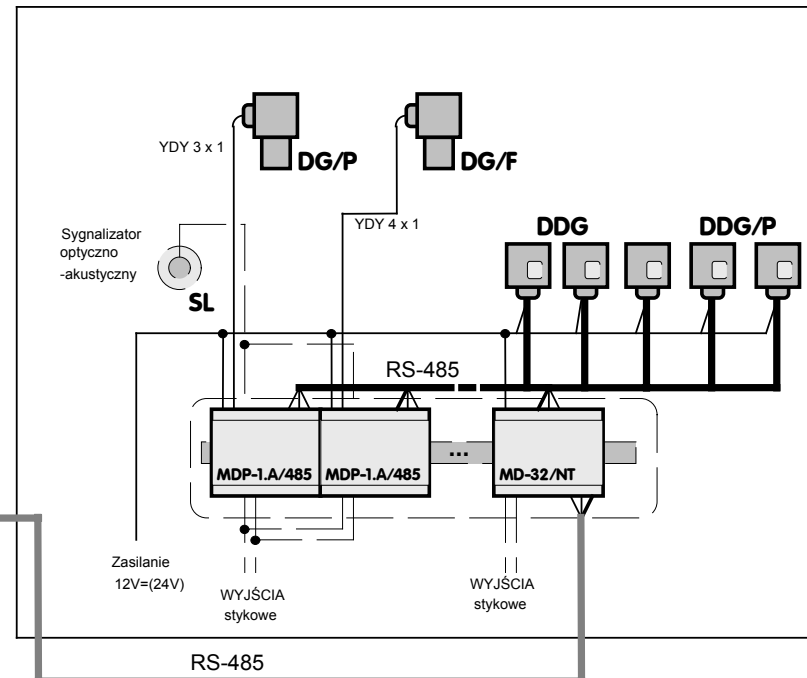 YDY 3 x 1
DG/P
DG/F
YDY 4 x 1
Sygnalizator
optyczno
-akustyczny
SL
DDG
DDG/P
RS-485
MDP-1.A/485
MDP-1.A/485
...
MD-32/NT
Zasilanie
12V=(24V)
WYJŚCIA
stykowe
WYJŚCIA
stykowe
RS-485